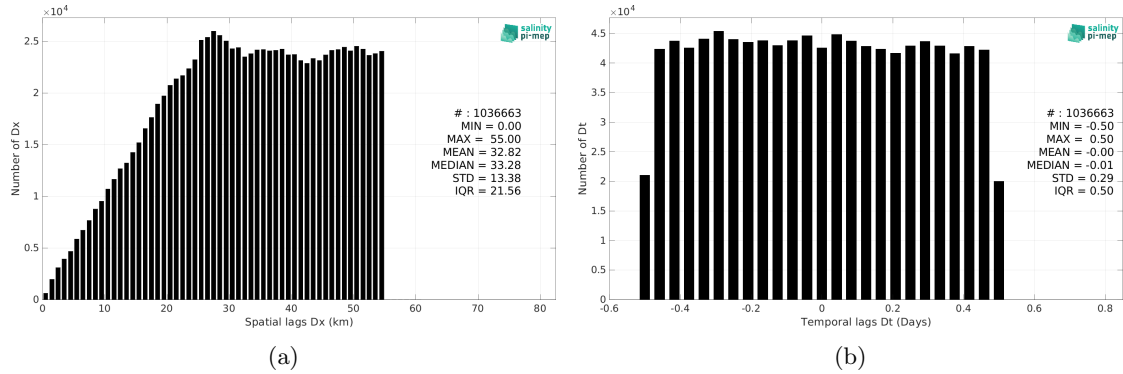 ×10⁴
2.5
2
1.5
1
0.5
0
0
10
20
30
40
50
60
70
80
Number of Dx
Spatial lags Dx (km)
salinity
pi-mep
# : 1036663
MIN = 0.00
MAX = 55.00
MEAN = 32.82
MEDIAN = 33.28
STD = 13.38
IQR = 21.56
(a)
×10⁴
4.5
4
3.5
3
2.5
2
1.5
1
0.5
0
-0.6
-0.4
-0.2
0
0.2
0.4
0.6
0.8
Number of Dt
Temporal lags Dt (Days)
salinity
pi-mep
# : 1036663
MIN = -0.50
MAX = 0.50
MEAN = -0.00
MEDIAN = -0.01
STD = 0.29
IQR = 0.50
(b)